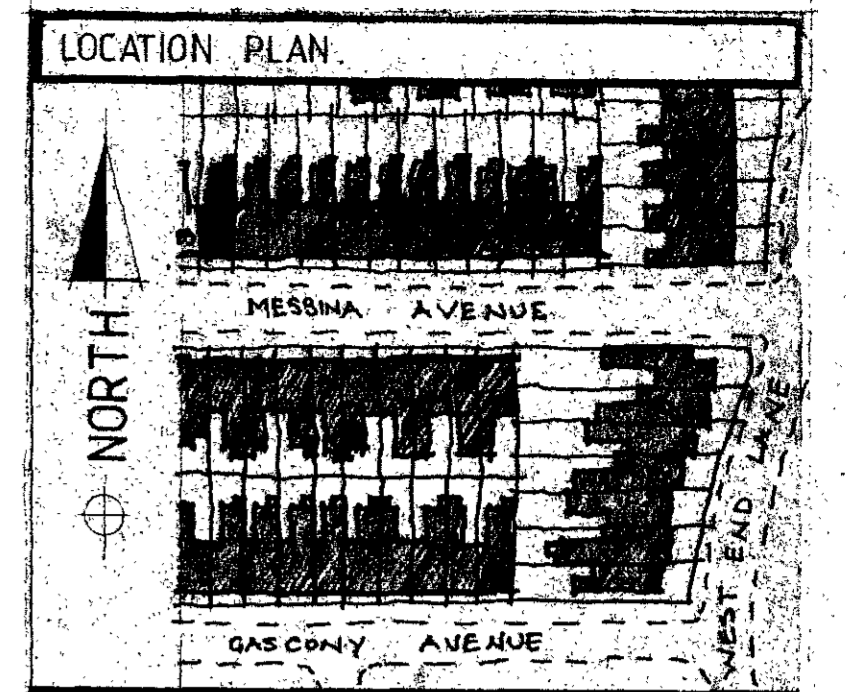 LOCATION PLAN
NORTH
MESSINA AVENUE
WEST END LANE
GASCONY AVENUE